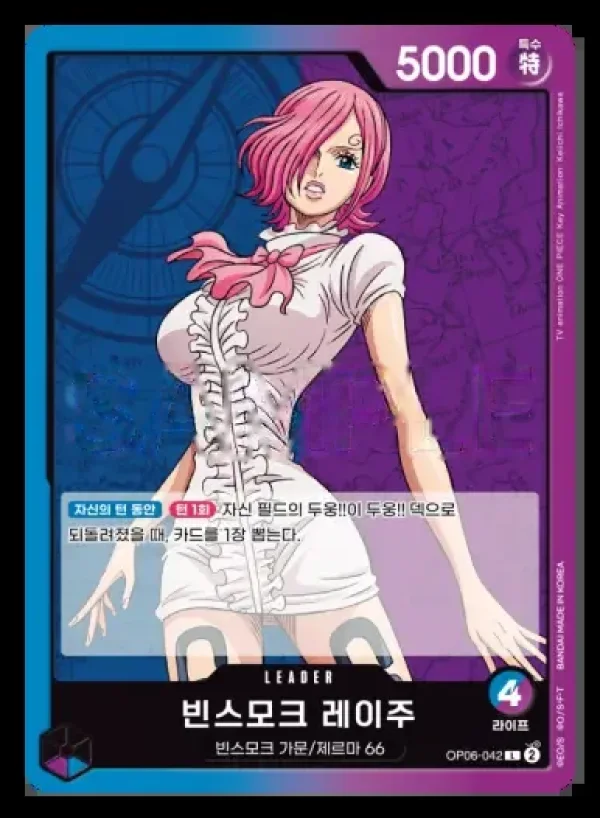 특수
5000 特
자신의 턴 동안 턴 1회 자신 필드의 두웅!!이 두웅!! 덱으로
되돌려졌을 때, 카드를 1장 뽑는다.
LEADER
빈스모크 레이주
4
라이프
빈스모크 가문/제르마 66
OP06-042 L 2
TV animation ONE PIECE Key Animation: Keiichi Ichikawa
BANDAI MADE IN KOREA
©EO/S ©O/S·F·T
SAMPLE